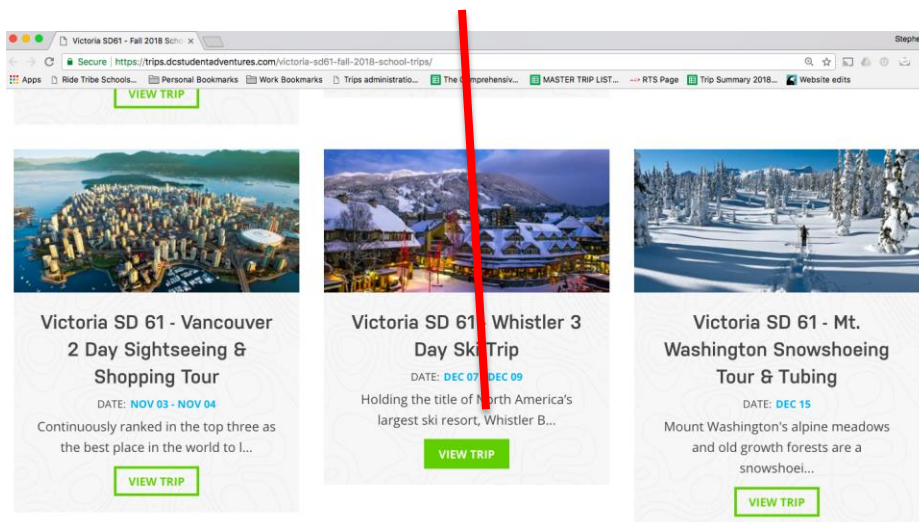 Victoria SD61 - Fall 2018 Scho
Stephe
Secure https://trips.dcstudentadventures.com/victoria-sd61-fall-2018-school-trips/
Apps Ride Tribe Schools... Personal Bookmarks Work Bookmarks Trips administratio... The Comprehensiv... MASTER TRIP LIST... RTS Page Trip Summary 2018... Website edits
VIEW TRIP
Victoria SD 61 - Vancouver
2 Day Sightseeing &
Shopping Tour
DATE: NOV 03 - NOV 04
Continuously ranked in the top three as
the best place in the world to l...
VIEW TRIP
Victoria SD 61 - Whistler 3
Day Ski Trip
DATE: DEC 07 - DEC 09
Holding the title of North America's
largest ski resort, Whistler B...
VIEW TRIP
Victoria SD 61 - Mt.
Washington Snowshoeing
Tour & Tubing
DATE: DEC 15
Mount Washington's alpine meadows
and old growth forests are a
snowshoei...
VIEW TRIP